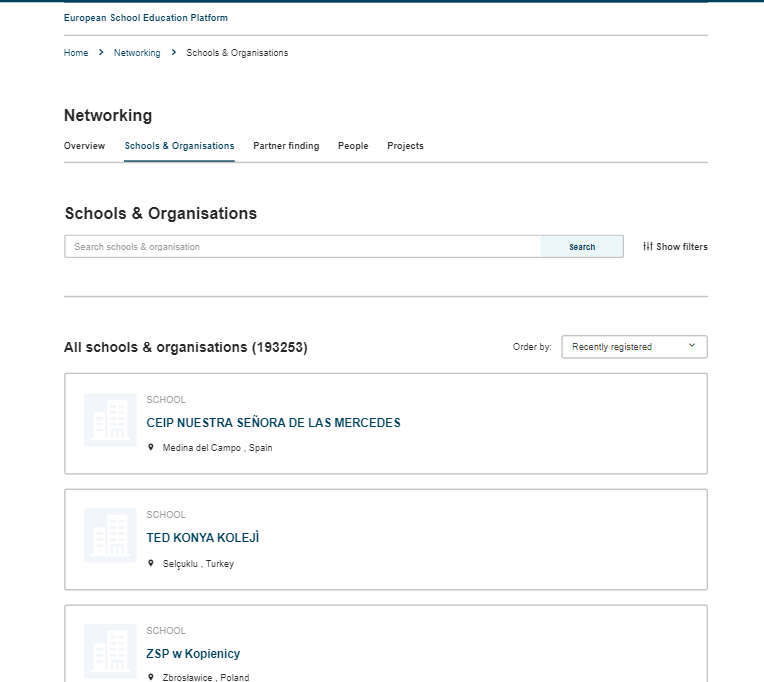 European School Education Platform
Home > Networking > Schools & Organisations
Networking
Overview Schools & Organisations Partner finding People Projects
Schools & Organisations
Search schools & organisation Search Show filters
All schools & organisations (193253) Order by: Recently registered
SCHOOL
CEIP NUESTRA SEÑORA DE LAS MERCEDES
Medina del Campo , Spain
SCHOOL
TED KONYA KOLEJİ
Selçuklu , Turkey
SCHOOL
ZSP w Kopienicy
Zbrosławice , Poland